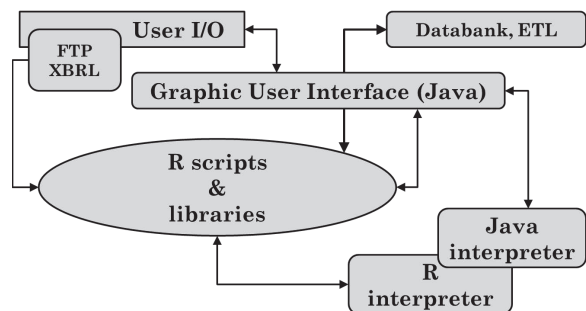 User I/O
FTP
XBRL
Databank, ETL
Graphic User Interface (Java)
R scripts
&
libraries
Java
interpreter
R
interpreter